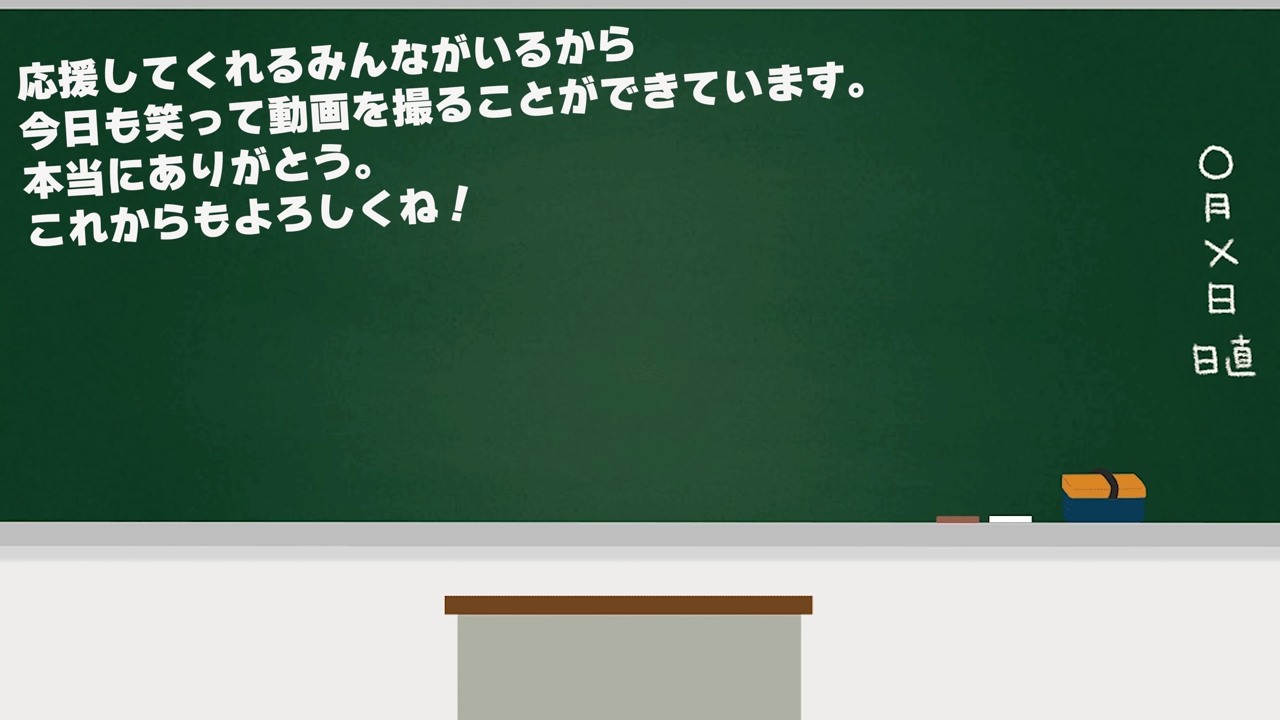 応援してくれるみんながいるから
今日も笑って動画を撮ることができています。
本当にありがとう。
これからもよろしくね！
〇月×日
日直